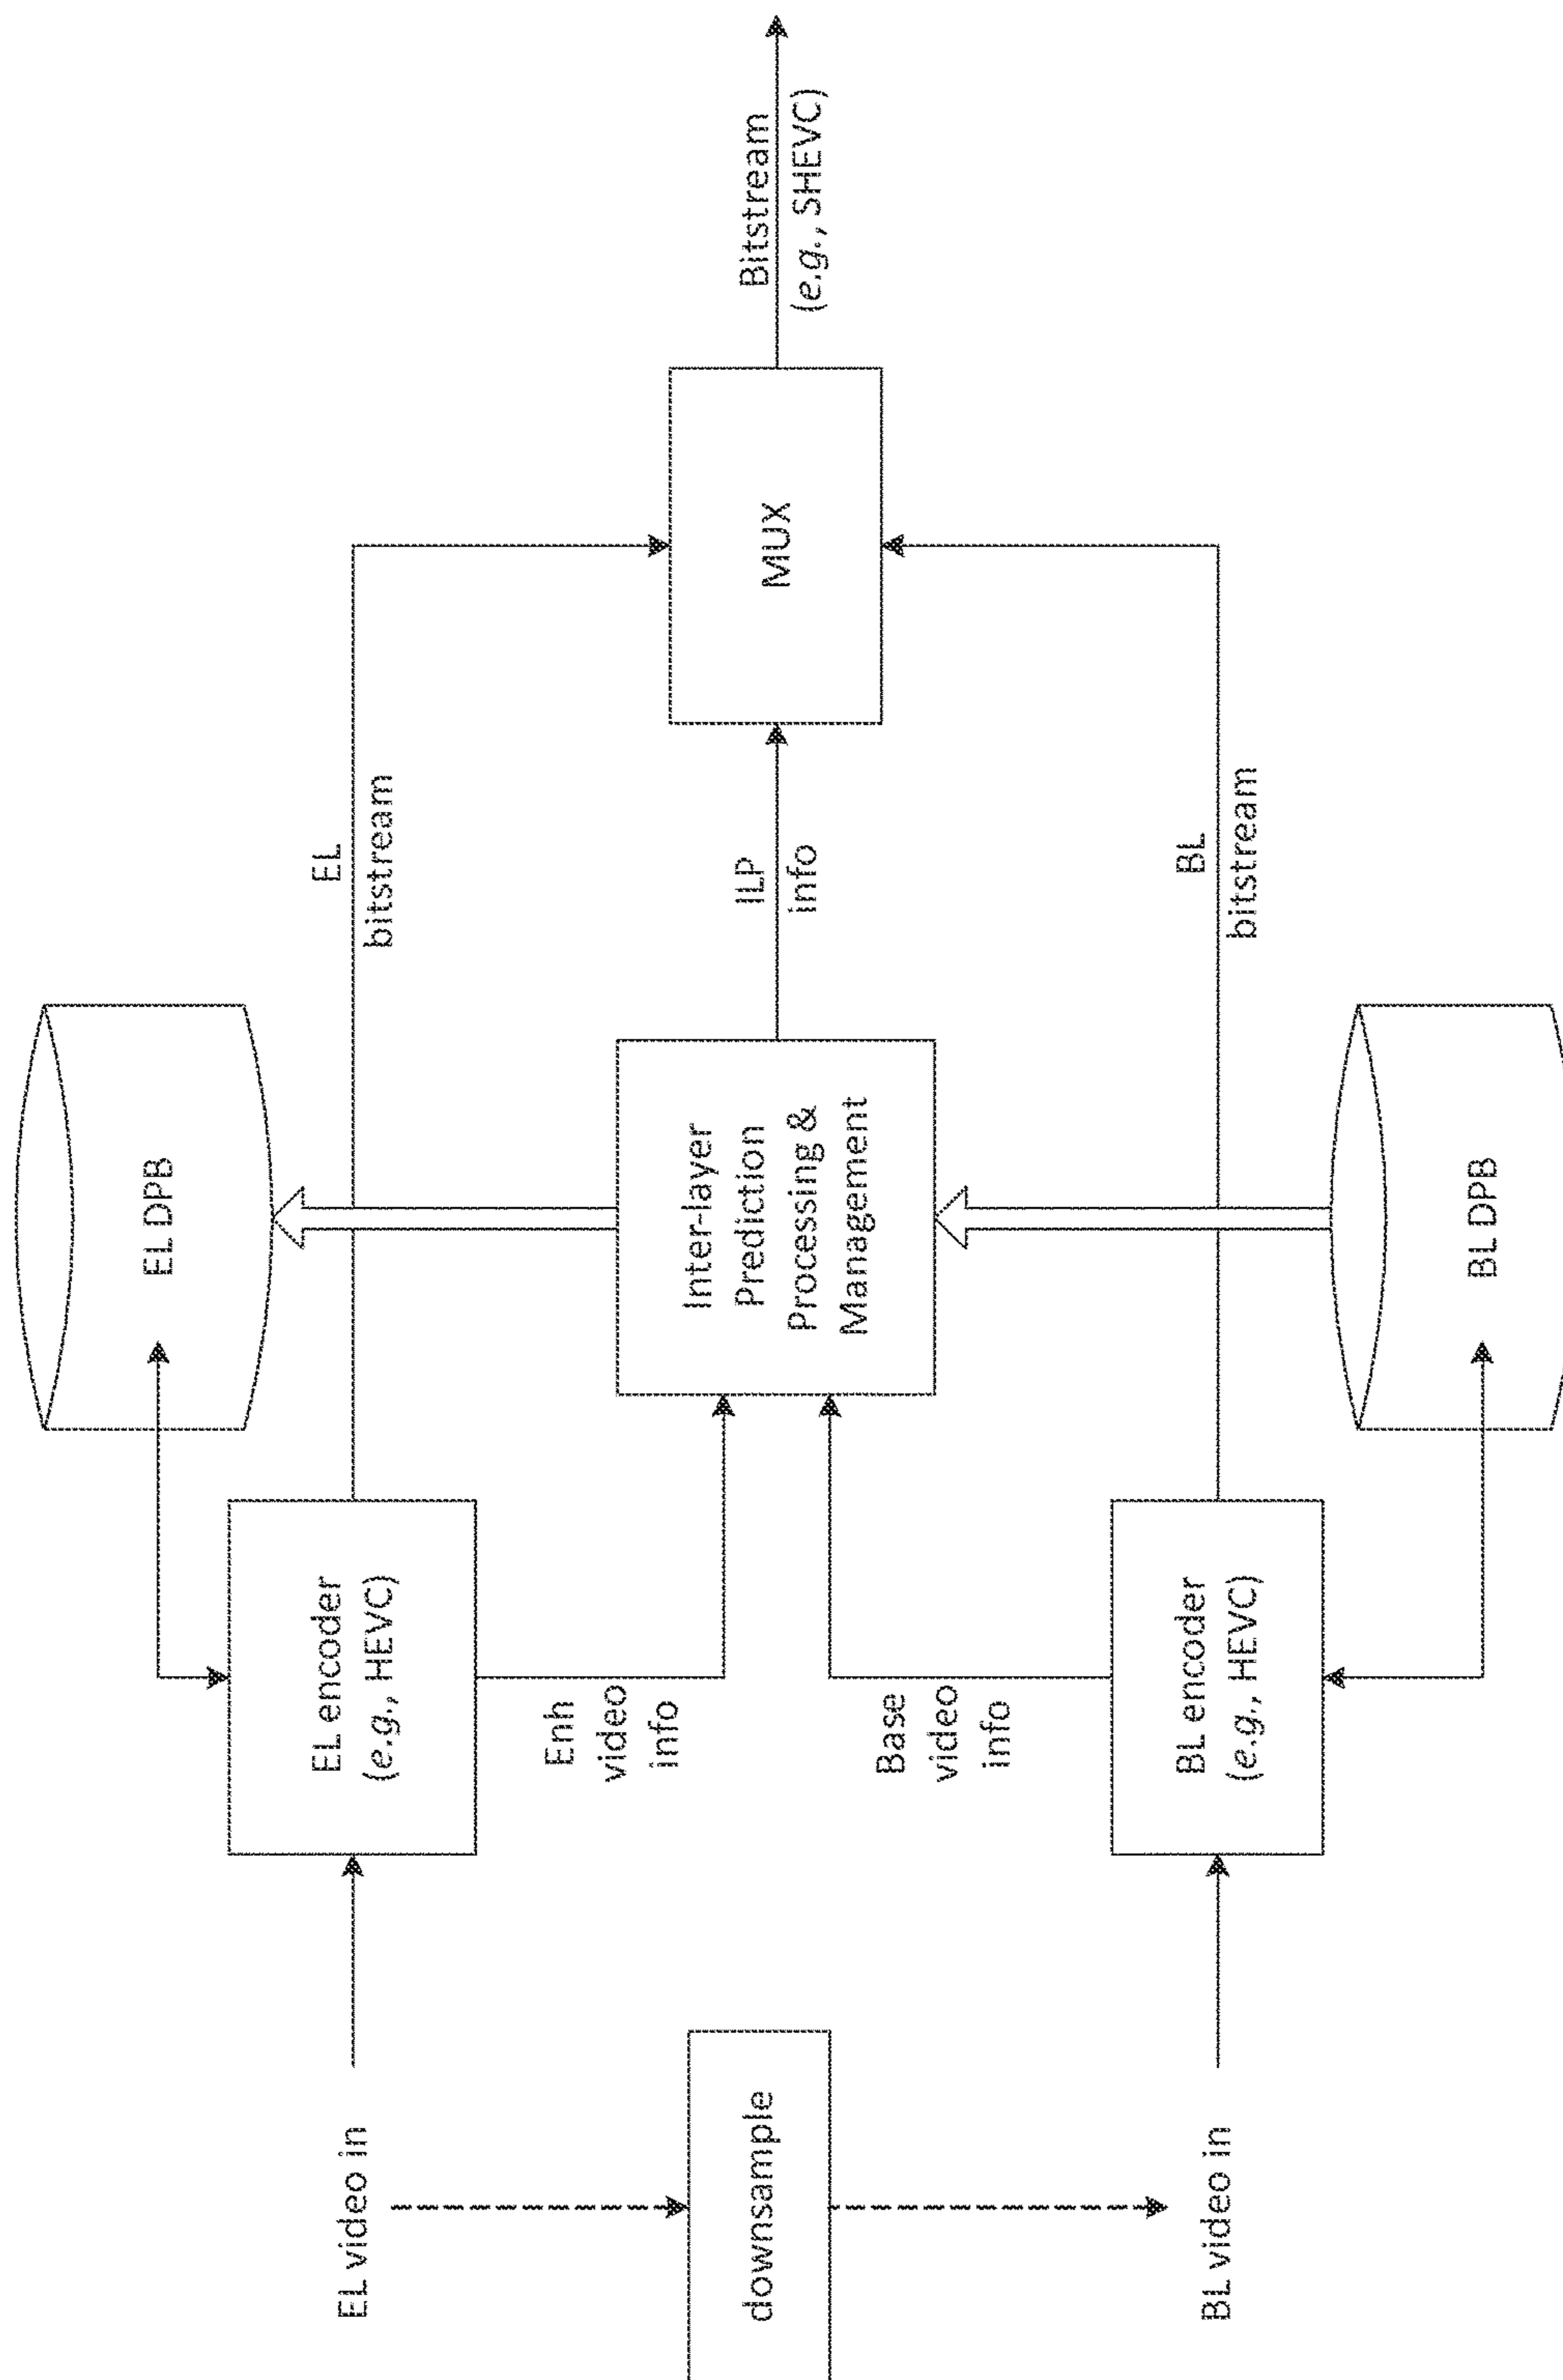 EL DPB
EL video in
EL encoder
(e.g., HEVC)
EL
bitstream
Enh
video
info
downsample
Inter-layer
Prediction
Processing &
Management
ILP
info
MUX
Bitstream
(e.g., SHEVC)
Base
video
info
BL video in
BL encoder
(e.g., HEVC)
BL
bitstream
BL DPB